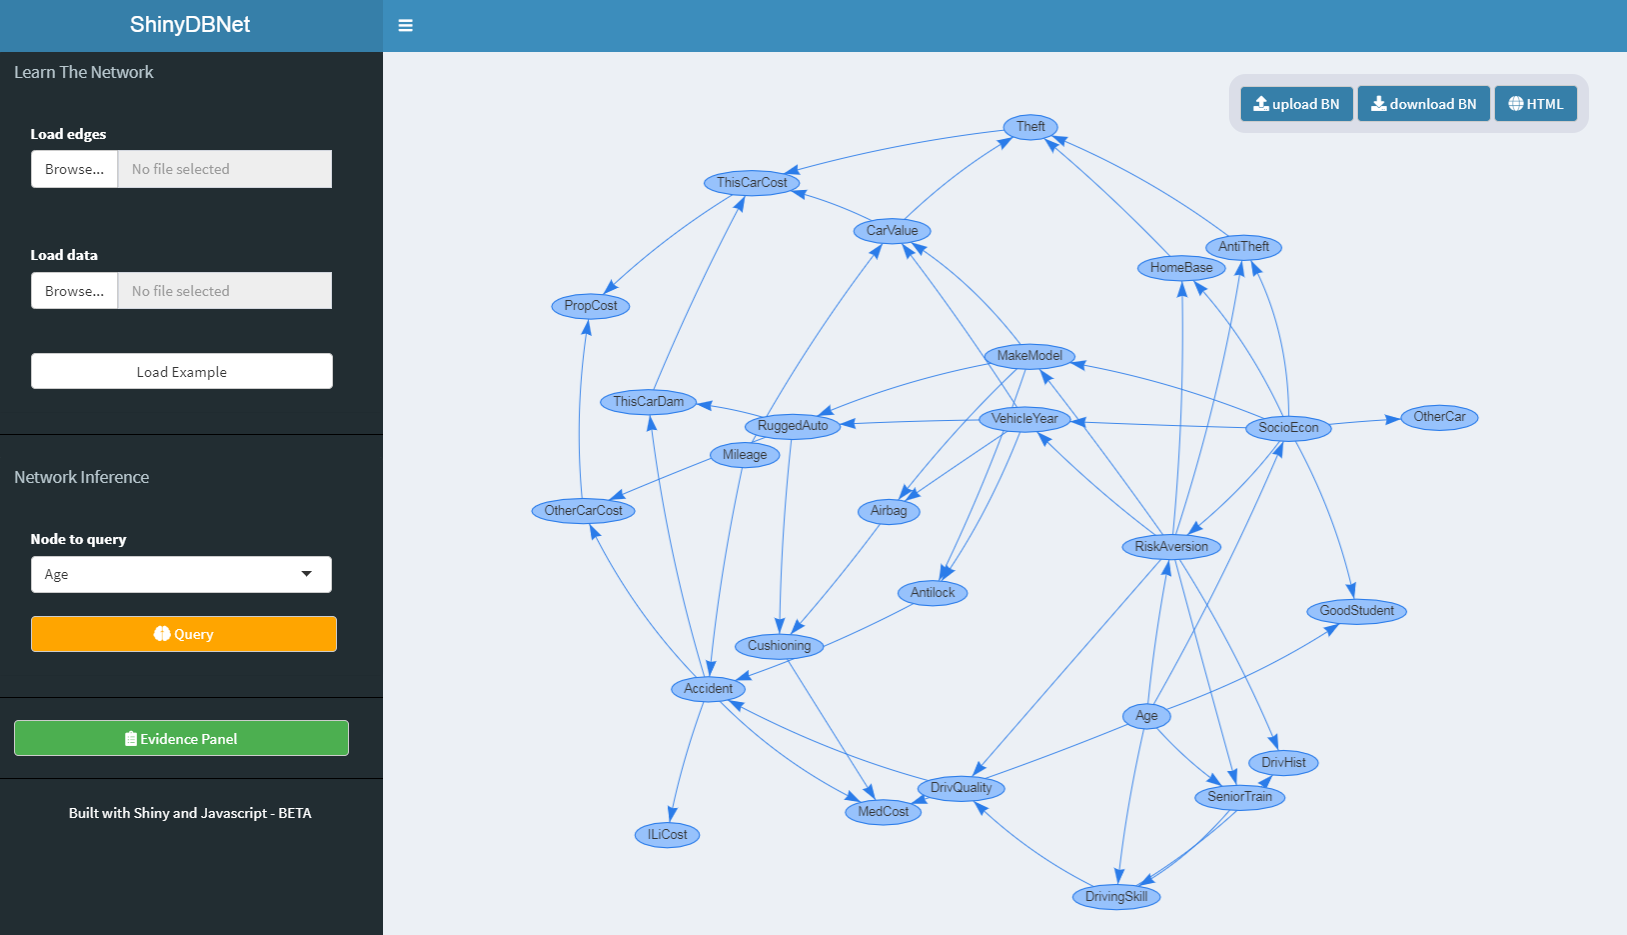 ShinyDBNet
Learn The Network
Load edges
Browse... No file selected
Load data
Browse... No file selected
Load Example
Network Inference
Node to query
Age
Query
Evidence Panel
Built with Shiny and Javascript - BETA
upload BN
download BN
HTML
Theft
ThisCarCost
CarValue
AntiTheft
HomeBase
PropCost
MakeModel
ThisCarDam
RuggedAuto
VehicleYear
SocioEcon
OtherCar
Mileage
OtherCarCost
Airbag
RiskAversion
Antilock
GoodStudent
Cushioning
Accident
Age
DrivHist
DrivQuality
SeniorTrain
MedCost
ILiCost
DrivingSkill